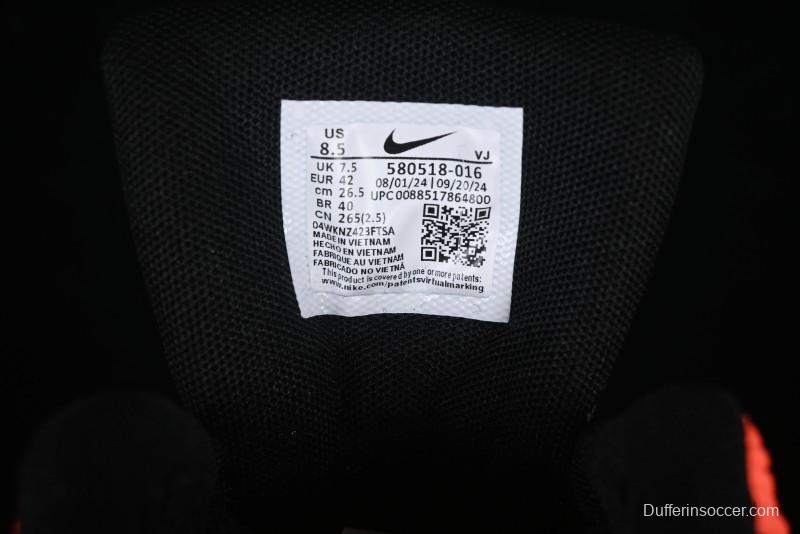 US
8.5
VJ
UK 7.5
580518-016
EUR 42
08/01/24 | 09/20/24
cm 26.5
UPC 0088517864800
BR 40
CN 265(2.5)
04WKNZ423FTSA
MADE IN VIETNAM
HECHO EN VIETNAM
FABRIQUE AU VIETNAM
FABRICADO NO VIETNÃ
This product is covered by one or more patents:
www.nike.com/patentsvirtualmarking
Dufferinsoccer.com/